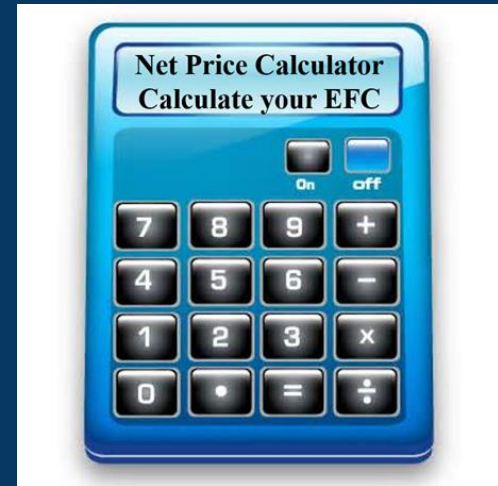 Net Price Calculator
Calculate your EFC
On off
7 8 9 +
4 5 6 −
1 2 3 x
0 • = ÷